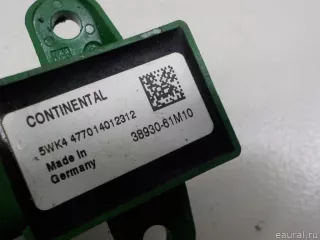 CONTINENTAL
5WK4 477014012312
38930-61M10
Made in
Germany
eaural.ru